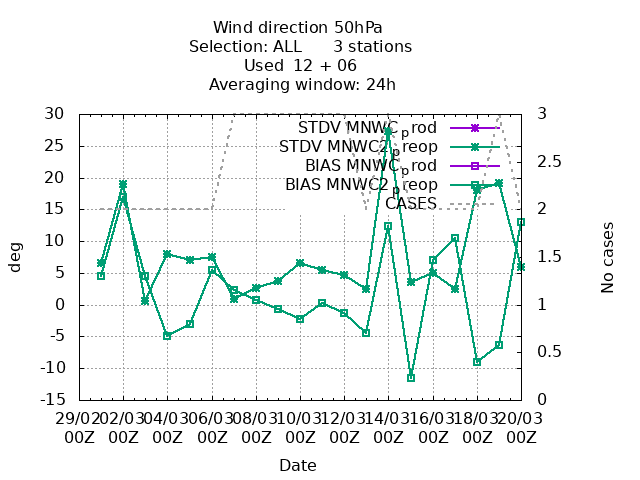 Wind direction 50hPa
Selection: ALL 3 stations
Used 12 + 06
Averaging window: 24h
30
25
20
15
10
5
0
-5
-10
-15
deg
3
2.5
2
1.5
1
0.5
0
No cases
STDV MNWC_prod
STDV MNWC2_preop
BIAS MNWC_prod
BIAS MNWC2_preop
CASES
29/02 02/03 04/03 06/03 08/03 10/03 12/03 14/03 16/03 18/03 20/03
00Z 00Z 00Z 00Z 00Z 00Z 00Z 00Z 00Z 00Z 00Z
Date